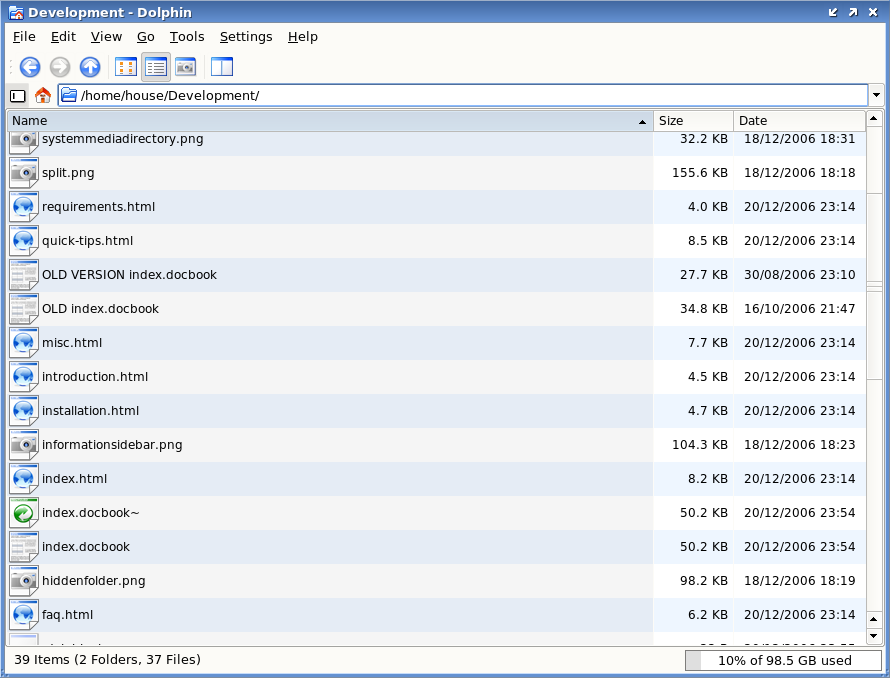 Development - Dolphin
File Edit View Go Tools Settings Help
/home/house/Development/
Name Size Date
systemmediadirectory.png 32.2 KB 18/12/2006 18:31
split.png 155.6 KB 18/12/2006 18:18
requirements.html 4.0 KB 20/12/2006 23:14
quick-tips.html 8.5 KB 20/12/2006 23:14
OLD VERSION index.docbook 27.7 KB 30/08/2006 23:10
OLD index.docbook 34.8 KB 16/10/2006 21:47
misc.html 7.7 KB 20/12/2006 23:14
introduction.html 4.5 KB 20/12/2006 23:14
installation.html 4.7 KB 20/12/2006 23:14
informationsidebar.png 104.3 KB 18/12/2006 18:23
index.html 8.2 KB 20/12/2006 23:14
index.docbook~ 50.2 KB 20/12/2006 23:54
index.docbook 50.2 KB 20/12/2006 23:54
hiddenfolder.png 98.2 KB 18/12/2006 18:19
faq.html 6.2 KB 20/12/2006 23:14
39 Items (2 Folders, 37 Files) 10% of 98.5 GB used